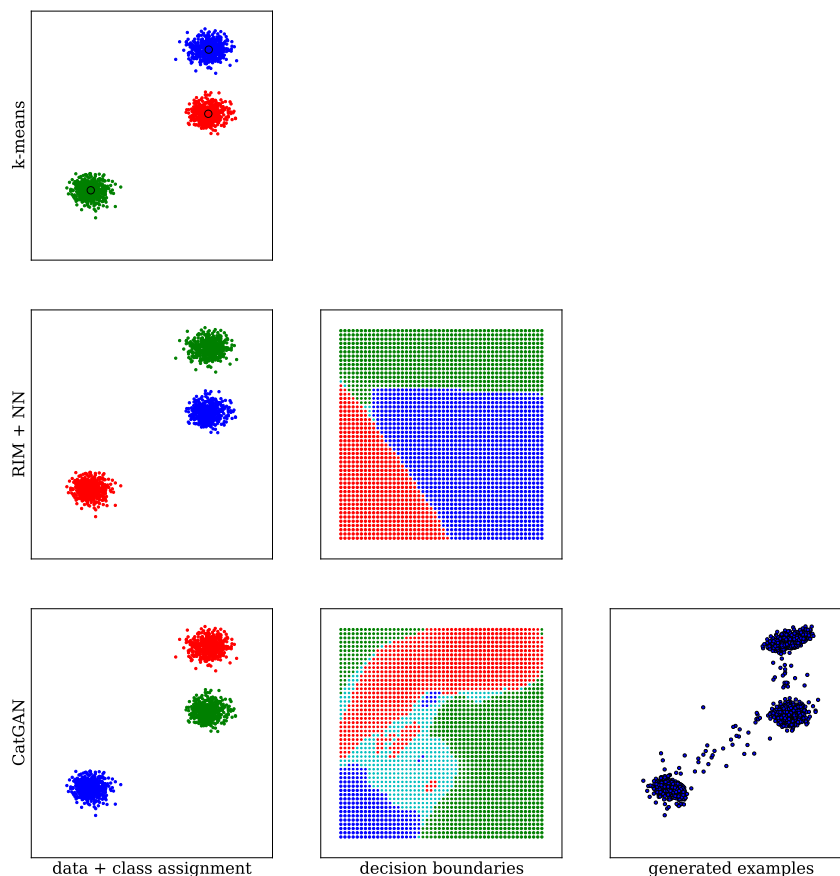 k-means
RIM + NN
CatGAN
data + class assignment
decision boundaries
generated examples